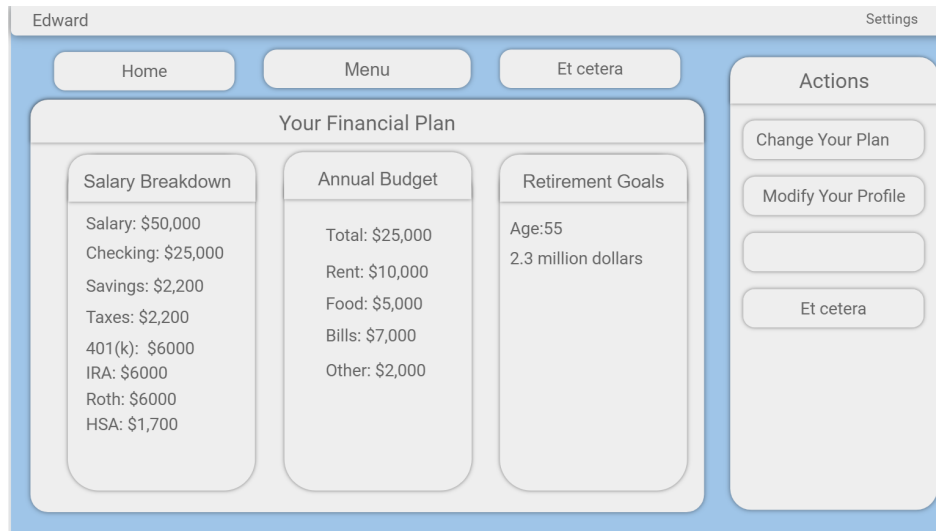 Edward
Settings
Home
Menu
Et cetera
Your Financial Plan
Salary Breakdown
Salary: $50,000
Checking: $25,000
Savings: $2,200
Taxes: $2,200
401(k):  $6000
IRA: $6000
Roth: $6000
HSA: $1,700
Annual Budget
Total: $25,000
Rent: $10,000
Food: $5,000
Bills: $7,000
Other: $2,000
Retirement Goals
Age:55
2.3 million dollars
Actions
Change Your Plan
Modify Your Profile
Et cetera